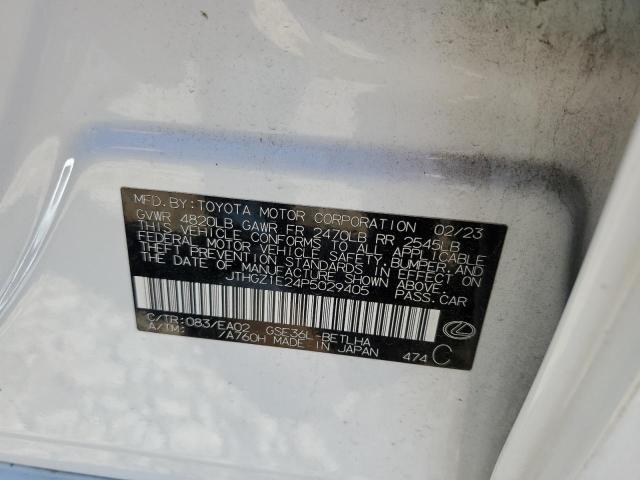 MFD. BY: TOYOTA MOTOR CORPORATION 02/23
GVWR 4820LB GAWR FR 2470LB RR 2545LB
THIS VEHICLE CONFORMS TO ALL APPLICABLE
FEDERAL MOTOR VEHICLE SAFETY, BUMPER, AND
THEFT PREVENTION STANDARDS IN EFFECT ON THE
DATE OF MANUFACTURE SHOWN ABOVE.
JTHGZ1E24P5029405 PASS. CAR
C/TR: 083/EA02 GSE36L-BETLHA
A/TM: /A760H MADE IN JAPAN 474 C